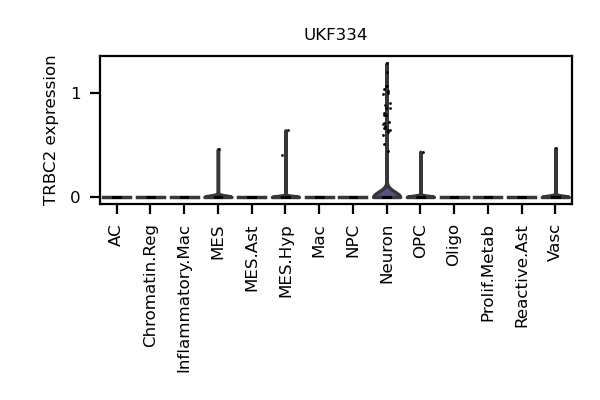 UKF334
TRBC2 expression
1
0
AC
Chromatin.Reg
Inflammatory.Mac
MES
MES.Ast
MES.Hyp
Mac
NPC
Neuron
OPC
Oligo
Prolif.Metab
Reactive.Ast
Vasc